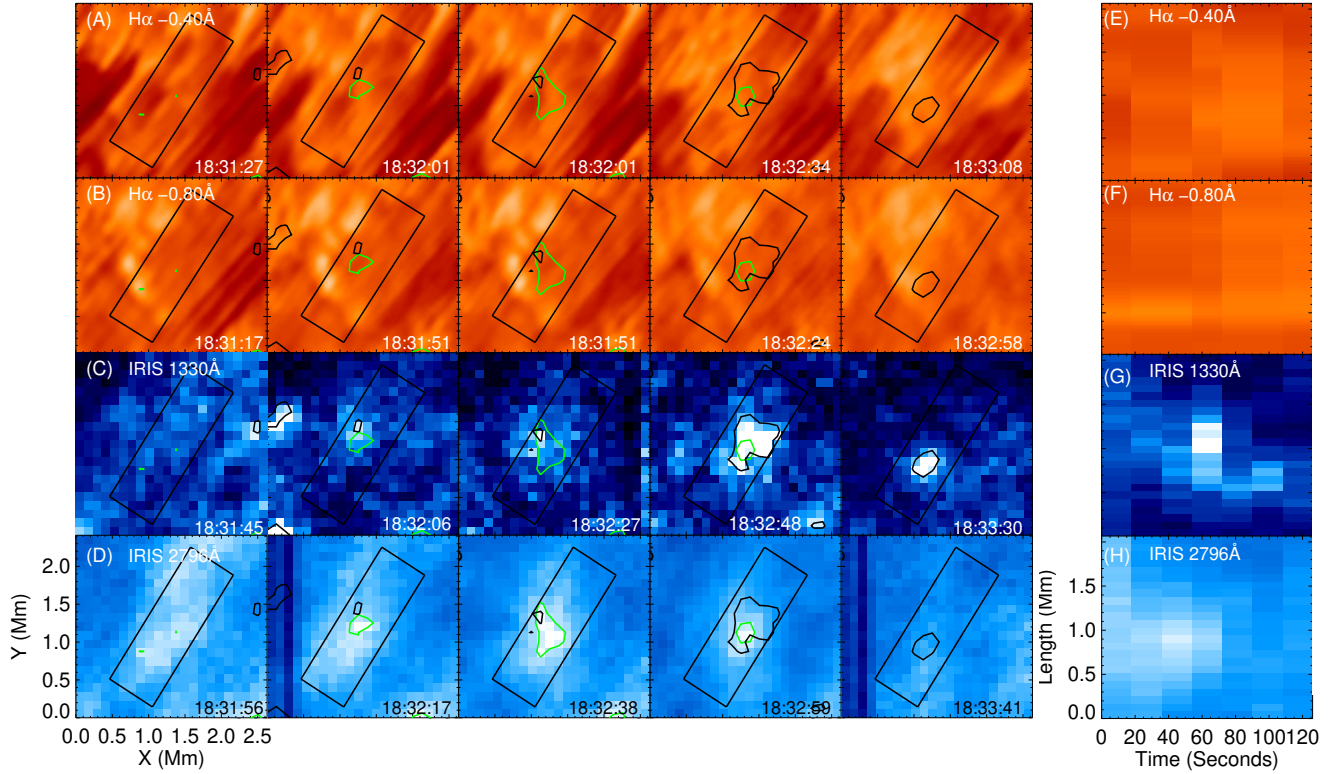 (A) Hα −0.40Å
18:31:27 18:32:01 18:32:01 18:32:34 18:33:08
(E) Hα −0.40Å
(B) Hα −0.80Å
18:31:17 18:31:51 18:31:51 18:32:24 18:32:58
(F) Hα −0.80Å
(C) IRIS 1330Å
18:31:45 18:32:06 18:32:27 18:32:48 18:33:30
(G) IRIS 1330Å
(D) IRIS 2796Å
18:31:56 18:32:17 18:32:38 18:32:59 18:33:41
(H) IRIS 2796Å
2.0
1.5
1.0
0.5
0.0
Y (Mm)
0.0 0.5 1.0 1.5 2.0 2.5
X (Mm)
1.5
1.0
0.5
0.0
Length (Mm)
0 20 40 60 80 100 120
Time (Seconds)